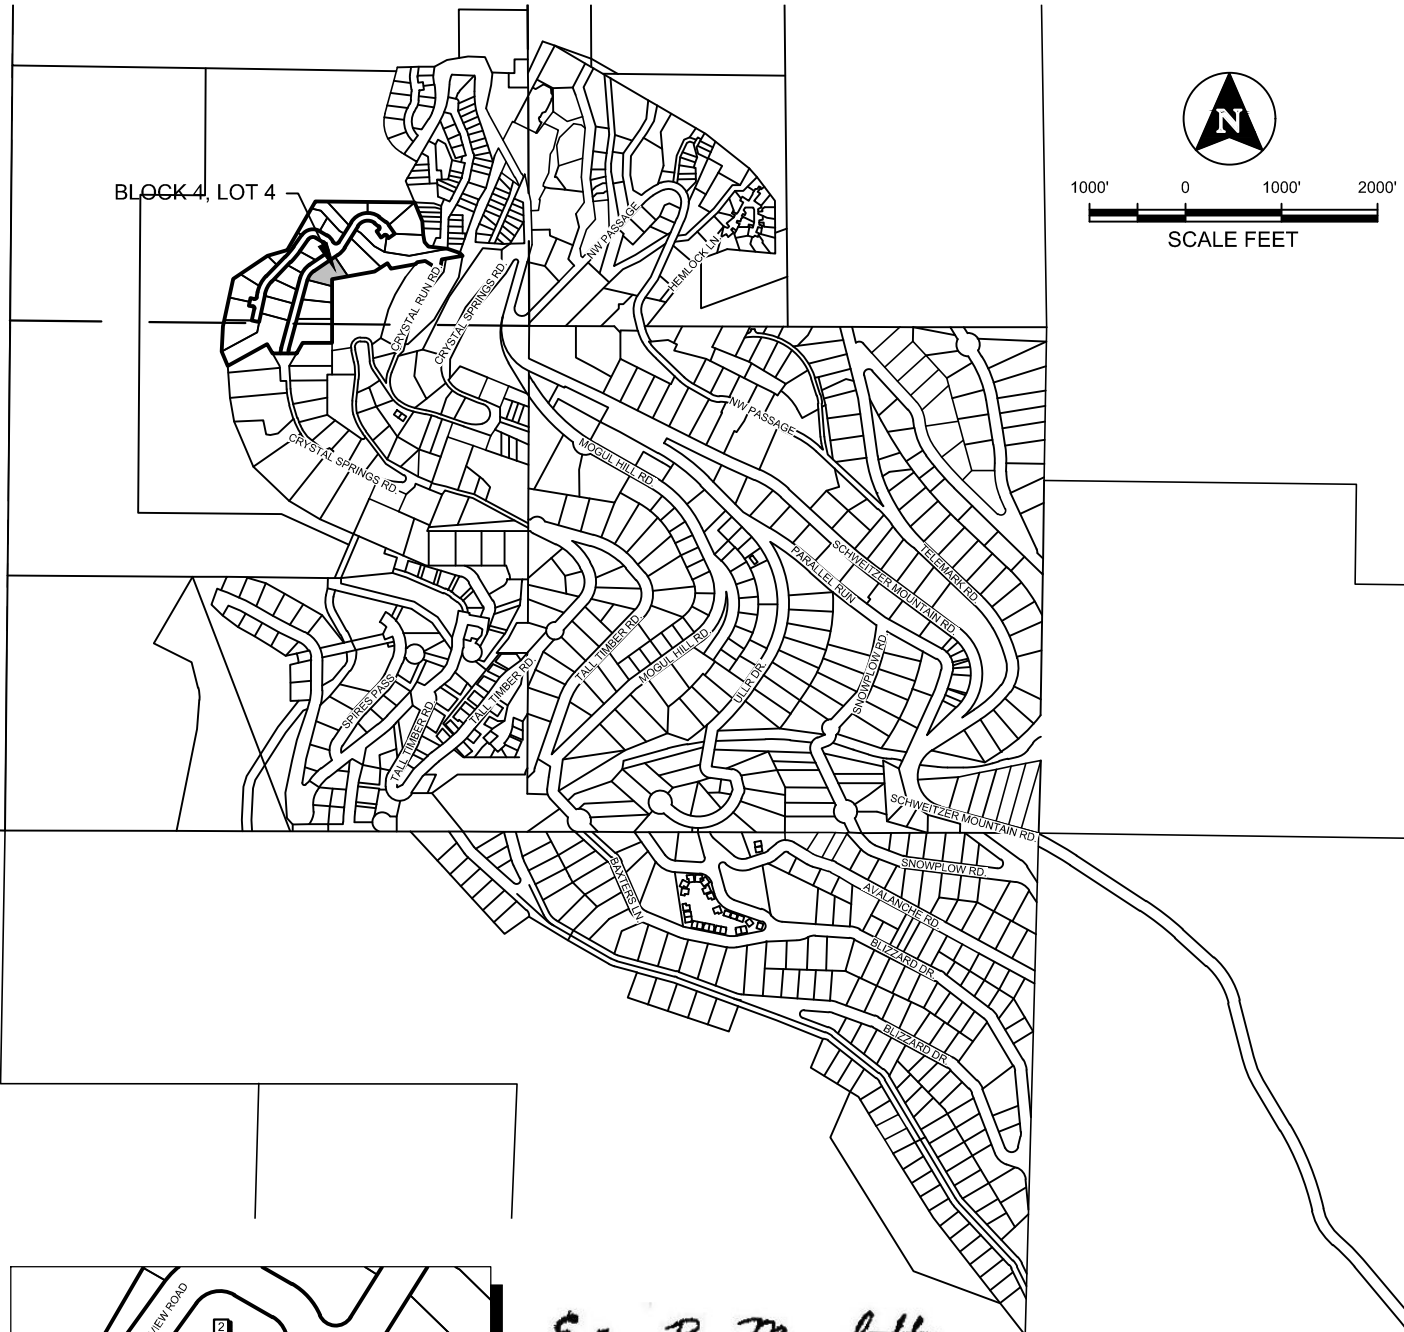 N
1000' 0 1000' 2000'
SCALE FEET
BLOCK 4, LOT 4
NW PASSAGE
HEMLOCK LN.
CRYSTAL RUN RD.
CRYSTAL SPRINGS RD.
NW PASSAGE
CRYSTAL SPRINGS RD.
MOGUL HILL RD.
PARALLEL RUN
SCHWEITZER MOUNTAIN RD.
TELEMARK RD.
TALL TIMBER RD.
MOGUL HILL RD.
ULLR DR.
SNOWPLOW RD.
SPIRES PASS
TALL TIMBER RD.
TALL TIMBER RD.
SCHWEITZER MOUNTAIN RD.
SNOWPLOW RD.
BAXTERS LN.
AVALANCHE RD.
BLIZZARD DR.
BLIZZARD DR.
VIEW ROAD
2